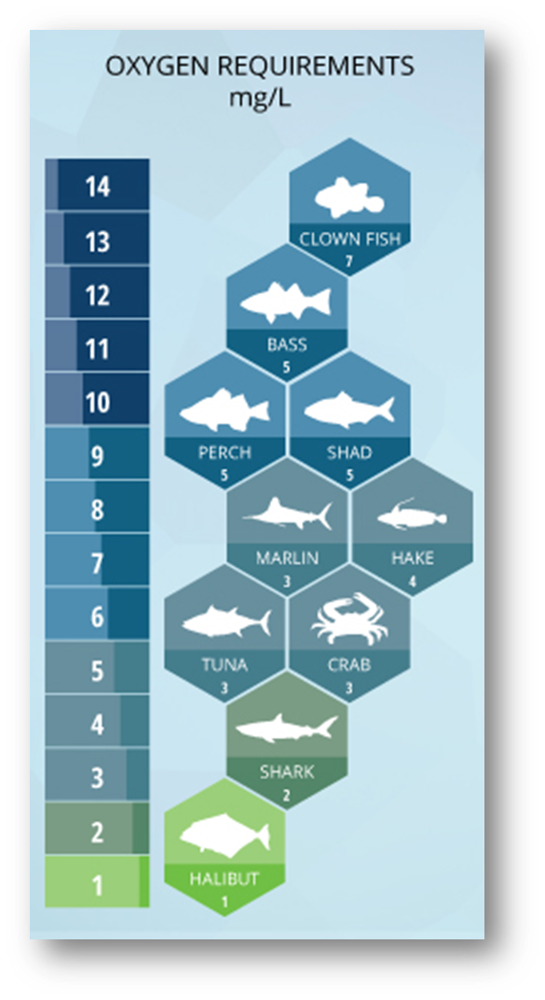 OXYGEN REQUIREMENTS
mg/L
14
13
12
11
10
9
8
7
6
5
4
3
2
1
CLOWN FISH
7
BASS
5
PERCH
5
SHAD
5
MARLIN
3
HAKE
4
TUNA
3
CRAB
3
SHARK
2
HALIBUT
1